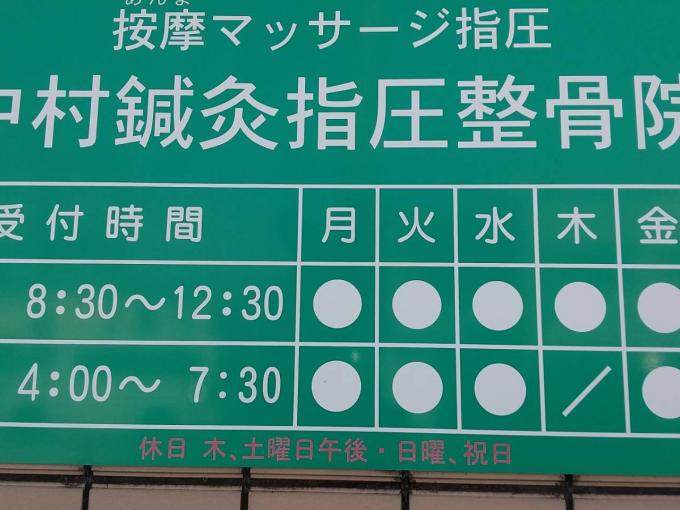 あんま
按摩マッサージ指圧
中村鍼灸指圧整骨院
受付時間 月 火 水 木 金
8:30〜12:30 ● ● ● ● ●
4:00〜 7:30 ● ● ● ／ ●
休日 木、土曜日午後・日曜、祝日